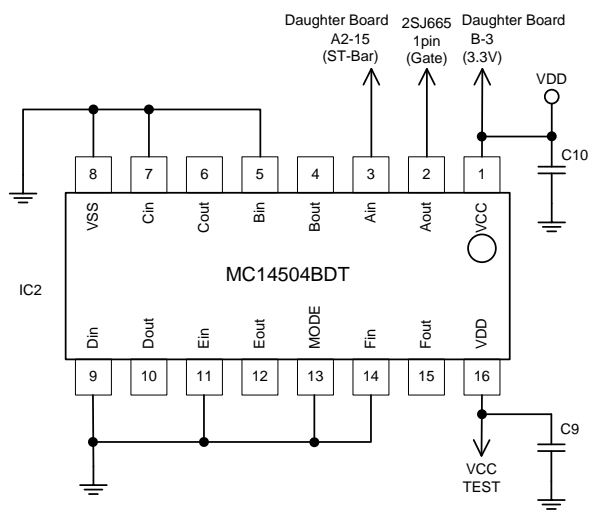 Daughter Board
A2-15
(ST-Bar)
2SJ665
1pin
(Gate)
Daughter Board
B-3
(3.3V)
VDD
C10
8
7
6
5
4
3
2
1
VSS
Cin
Cout
Bin
Bout
Ain
Aout
VCC
IC2
MC14504BDT
Din
Dout
Ein
Eout
MODE
Fin
Fout
VDD
9
10
11
12
13
14
15
16
C9
VCC
TEST